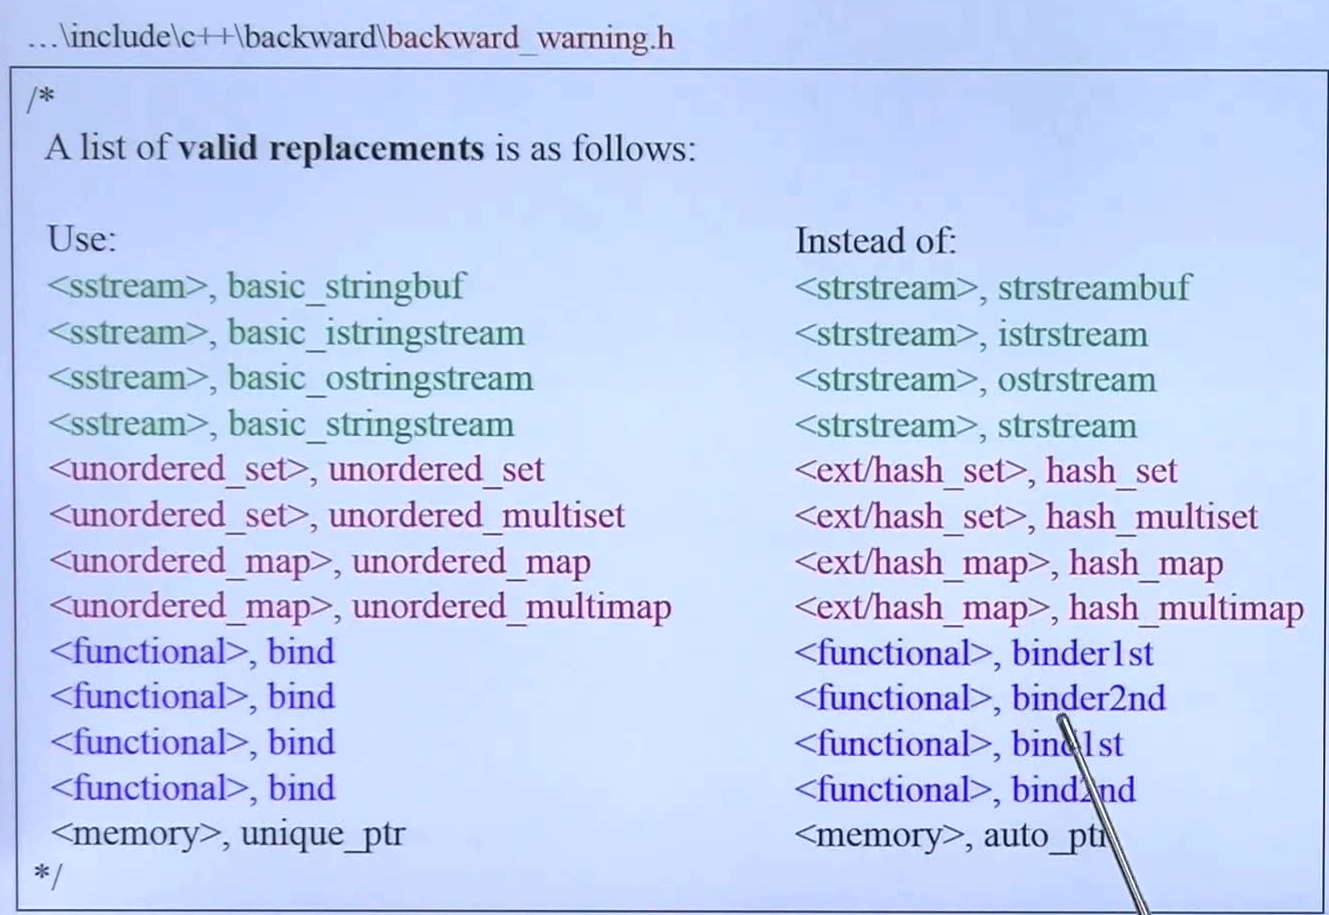 ...\include\c++\backward\backward_warning.h
/*
A list of valid replacements is as follows:
Use: Instead of:
<sstream>, basic_stringbuf <strstream>, strstreambuf
<sstream>, basic_istringstream <strstream>, istrstream
<sstream>, basic_ostringstream <strstream>, ostrstream
<sstream>, basic_stringstream <strstream>, strstream
<unordered_set>, unordered_set <ext/hash_set>, hash_set
<unordered_set>, unordered_multiset <ext/hash_set>, hash_multiset
<unordered_map>, unordered_map <ext/hash_map>, hash_map
<unordered_map>, unordered_multimap <ext/hash_map>, hash_multimap
<functional>, bind <functional>, binder1st
<functional>, bind <functional>, binder2nd
<functional>, bind <functional>, bind1st
<functional>, bind <functional>, bind2nd
<memory>, unique_ptr <memory>, auto_ptr
*/